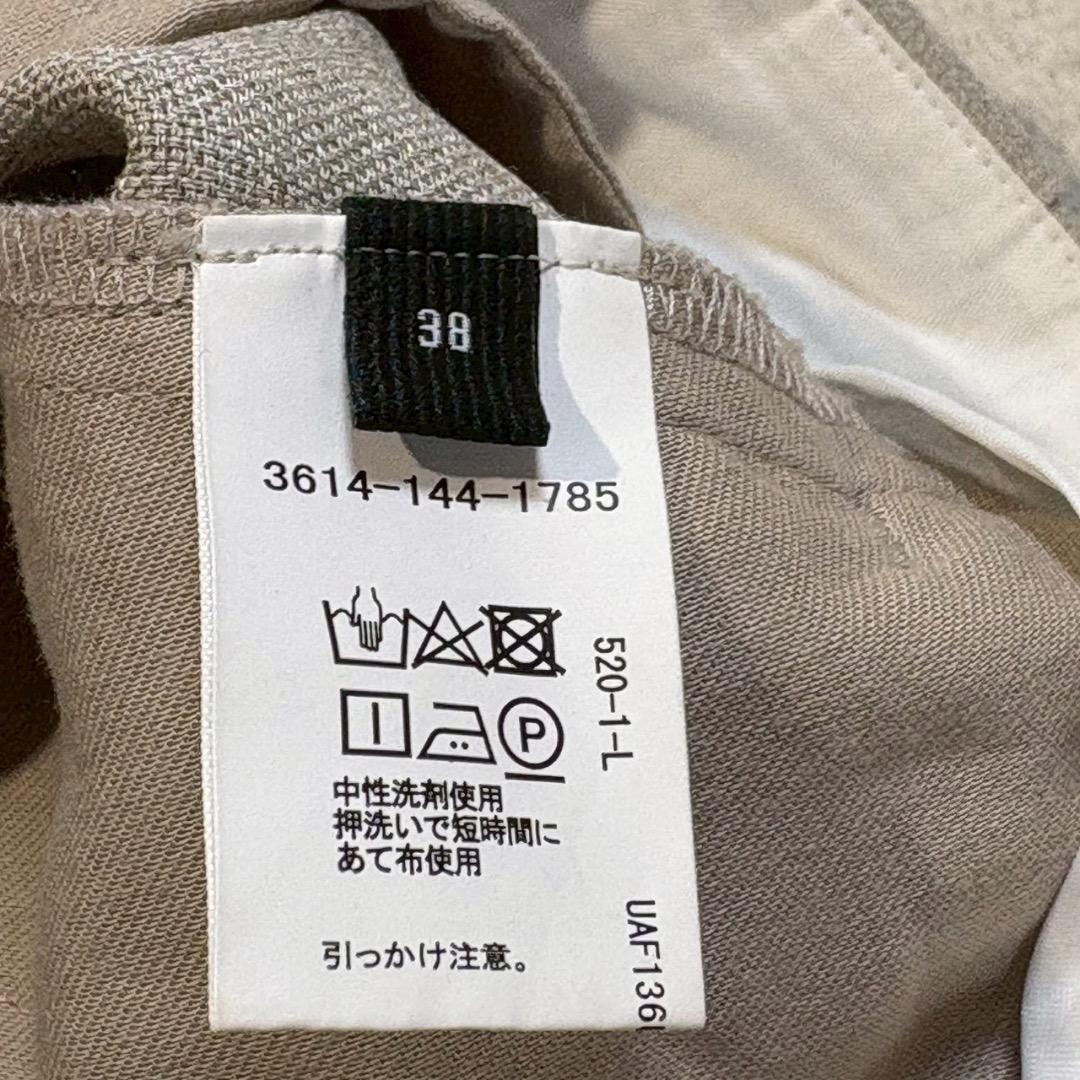 38
3614-144-1785
520-1-L
P
中性洗剤使用
押洗いで短時間に
あて布使用
引っかけ注意。
UAF136